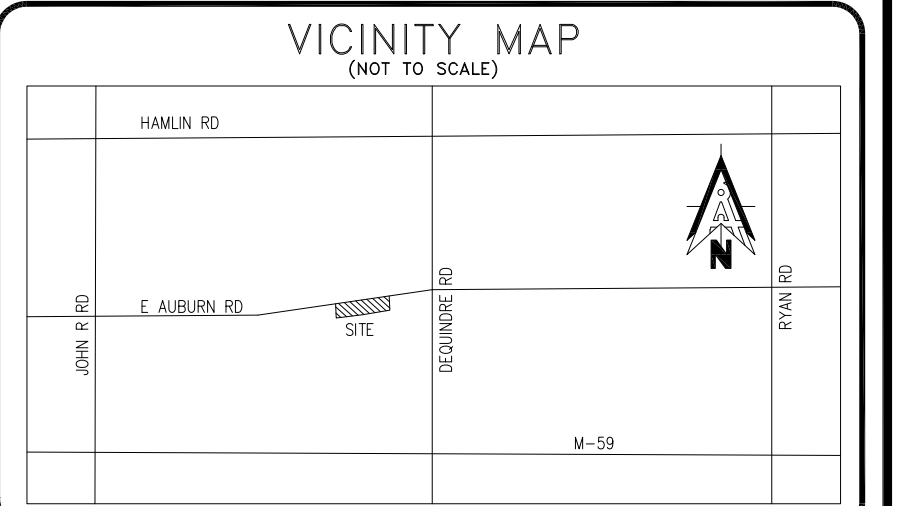 VICINITY MAP
(NOT TO SCALE)
HAMLIN RD
N
E AUBURN RD
SITE
JOHN R RD
DEQUINDRE RD
RYAN RD
M-59